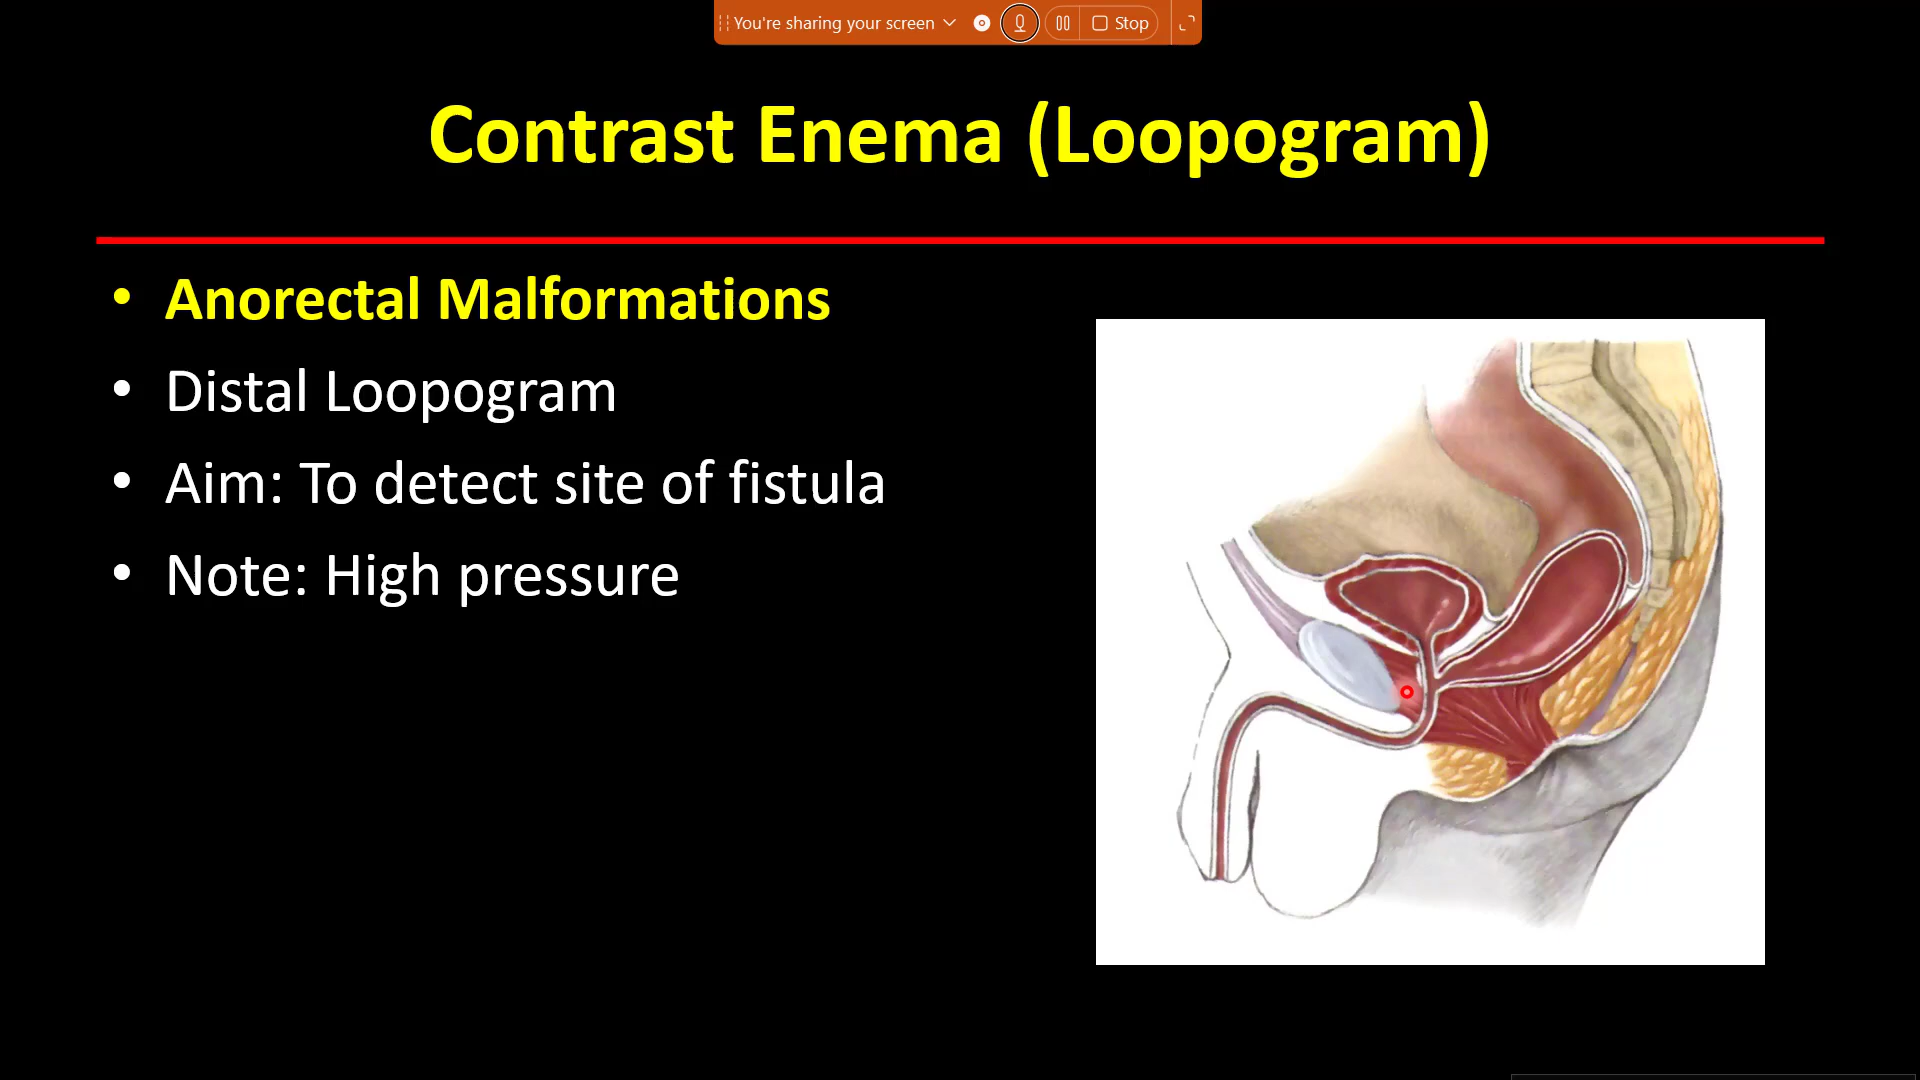 You're sharing your screen
Stop
Contrast Enema (Loopogram)
• Anorectal Malformations
• Distal Loopogram
• Aim: To detect site of fistula
• Note: High pressure